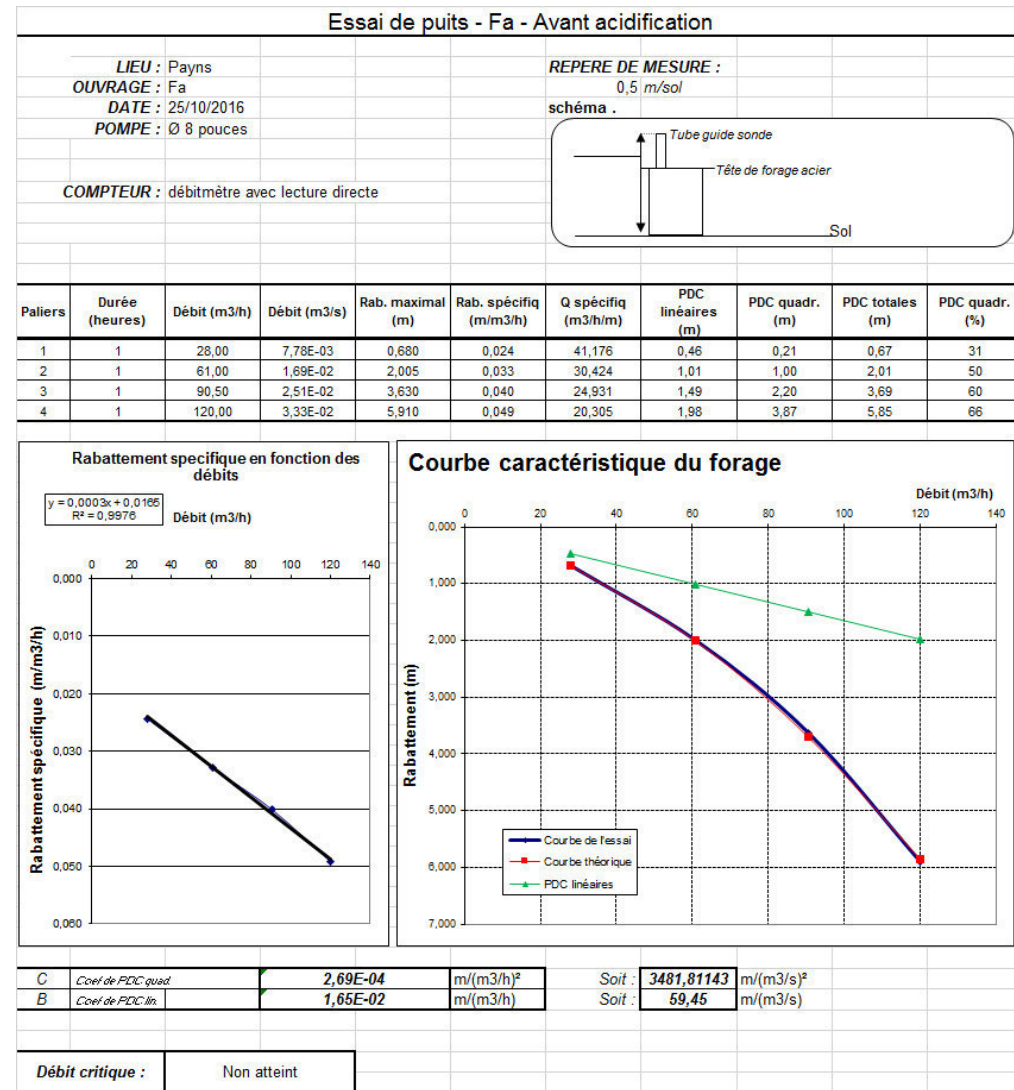 Essai de puits - Fa - Avant acidification
LIEU : Payns
REPERE DE MESURE :
OUVRAGE : Fa
0,5 m/sol
DATE : 25/10/2016
schéma .
POMPE : Ø 8 pouces
Tube guide sonde
Tête de forage acier
COMPTEUR : débitmètre avec lecture directe
Sol
Paliers Durée (heures) Débit (m3/h) Débit (m3/s) Rab. maximal (m) Rab. spécifiq (m/m3/h) Q spécifiq (m3/h/m) PDC linéaires (m) PDC quadr. (m) PDC totales (m) PDC quadr. (%)
1 1 28,00 7,78E-03 0,680 0,024 41,176 0,46 0,21 0,67 31
2 1 61,00 1,69E-02 2,005 0,033 30,424 1,01 1,00 2,01 50
3 1 90,50 2,51E-02 3,630 0,040 24,931 1,49 2,20 3,69 60
4 1 120,00 3,33E-02 5,910 0,049 20,305 1,98 3,87 5,85 66
Rabattement specifique en fonction des
débits
y = 0,0003x + 0,0165
R² = 0,9976
Débit (m3/h)
0 20 40 60 80 100 120 140
0,000
0,010
0,020
0,030
0,040
0,050
0,060
Rabattement spécifique (m/m3/h)
Courbe caractéristique du forage
Débit (m3/h)
0 20 40 60 80 100 120 140
0,000
1,000
2,000
3,000
4,000
5,000
6,000
7,000
Rabattement (m)
Courbe de l'essai
Courbe théorique
PDC linéaires
C Coef de PDC quad. 2,69E-04 m/(m3/h)² Soit : 3481,81143 m/(m3/s)²
B Coef de PDC lin. 1,65E-02 m/(m3/h) Soit : 59,45 m/(m3/s)
Débit critique : Non atteint